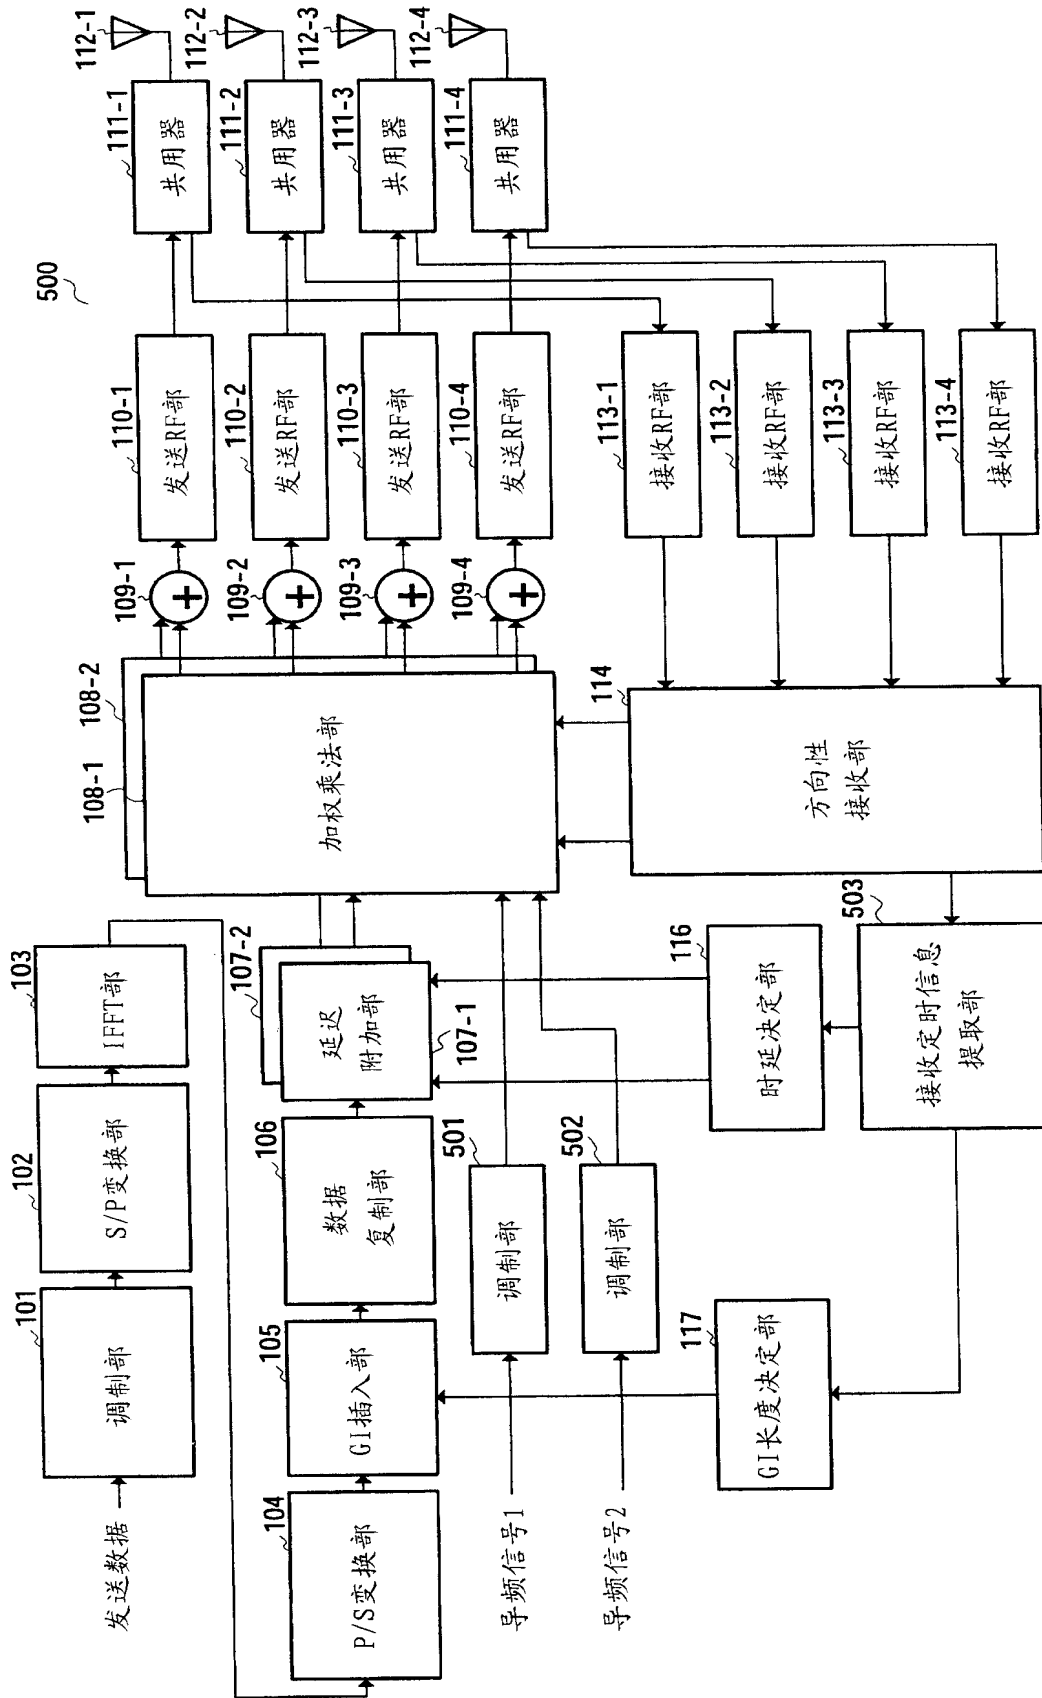 500
101
调制部
102
S/P变换部
103
IFFT部
发送数据
104
P/S变换部
105
GI插入部
106
数据
复制部
107-2
延迟
附加部
107-1
108-2
108-1
加权乘法部
109-1
109-2
109-3
109-4
110-1
发送RF部
110-2
发送RF部
110-3
发送RF部
110-4
发送RF部
111-1
共用器
111-2
共用器
111-3
共用器
111-4
共用器
112-1
112-2
112-3
112-4
导频信号1
501
调制部
导频信号2
502
调制部
113-1
接收RF部
113-2
接收RF部
113-3
接收RF部
113-4
接收RF部
114
方向性
接收部
116
时延决定部
503
接收定时信息
提取部
117
GI长度决定部